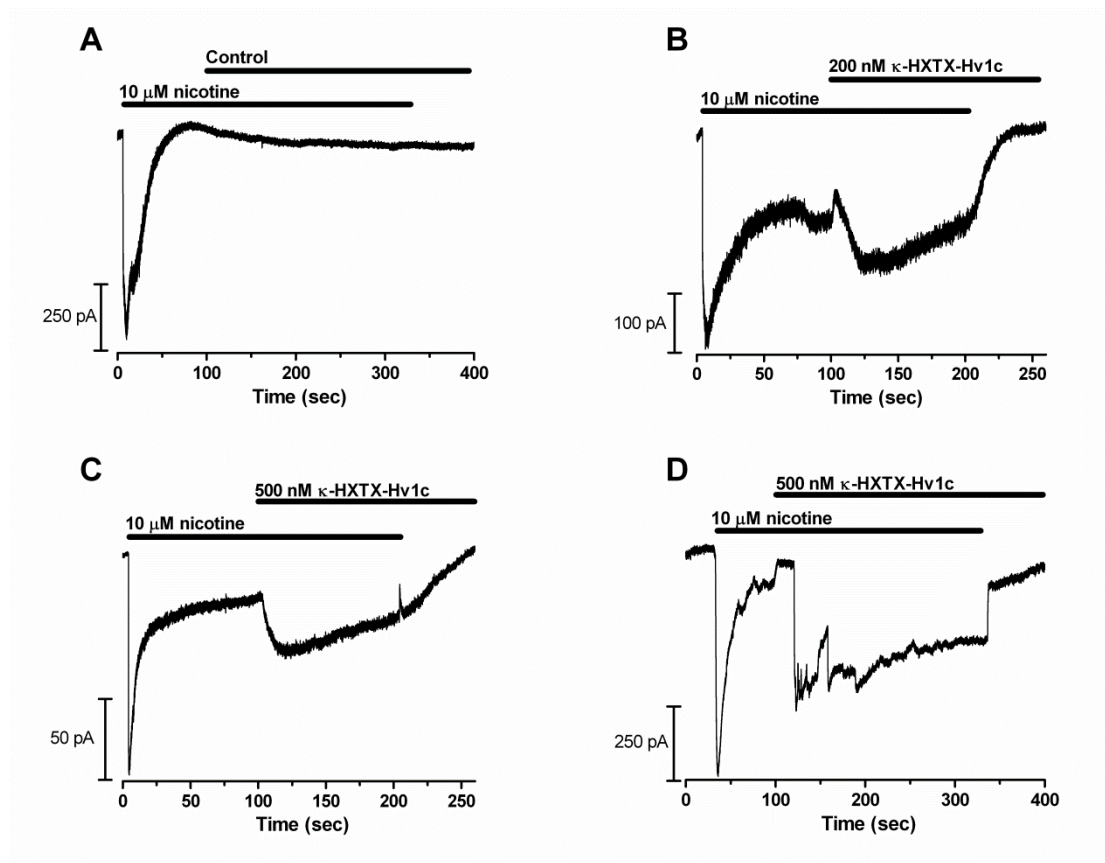 A
Control
10 μM nicotine
250 pA
0 100 200 300 400
Time (sec)
B
200 nM κ-HXTX-Hv1c
10 μM nicotine
100 pA
0 50 100 150 200 250
Time (sec)
C
500 nM κ-HXTX-Hv1c
10 μM nicotine
50 pA
0 50 100 150 200 250
Time (sec)
D
500 nM κ-HXTX-Hv1c
10 μM nicotine
250 pA
0 100 200 300 400
Time (sec)